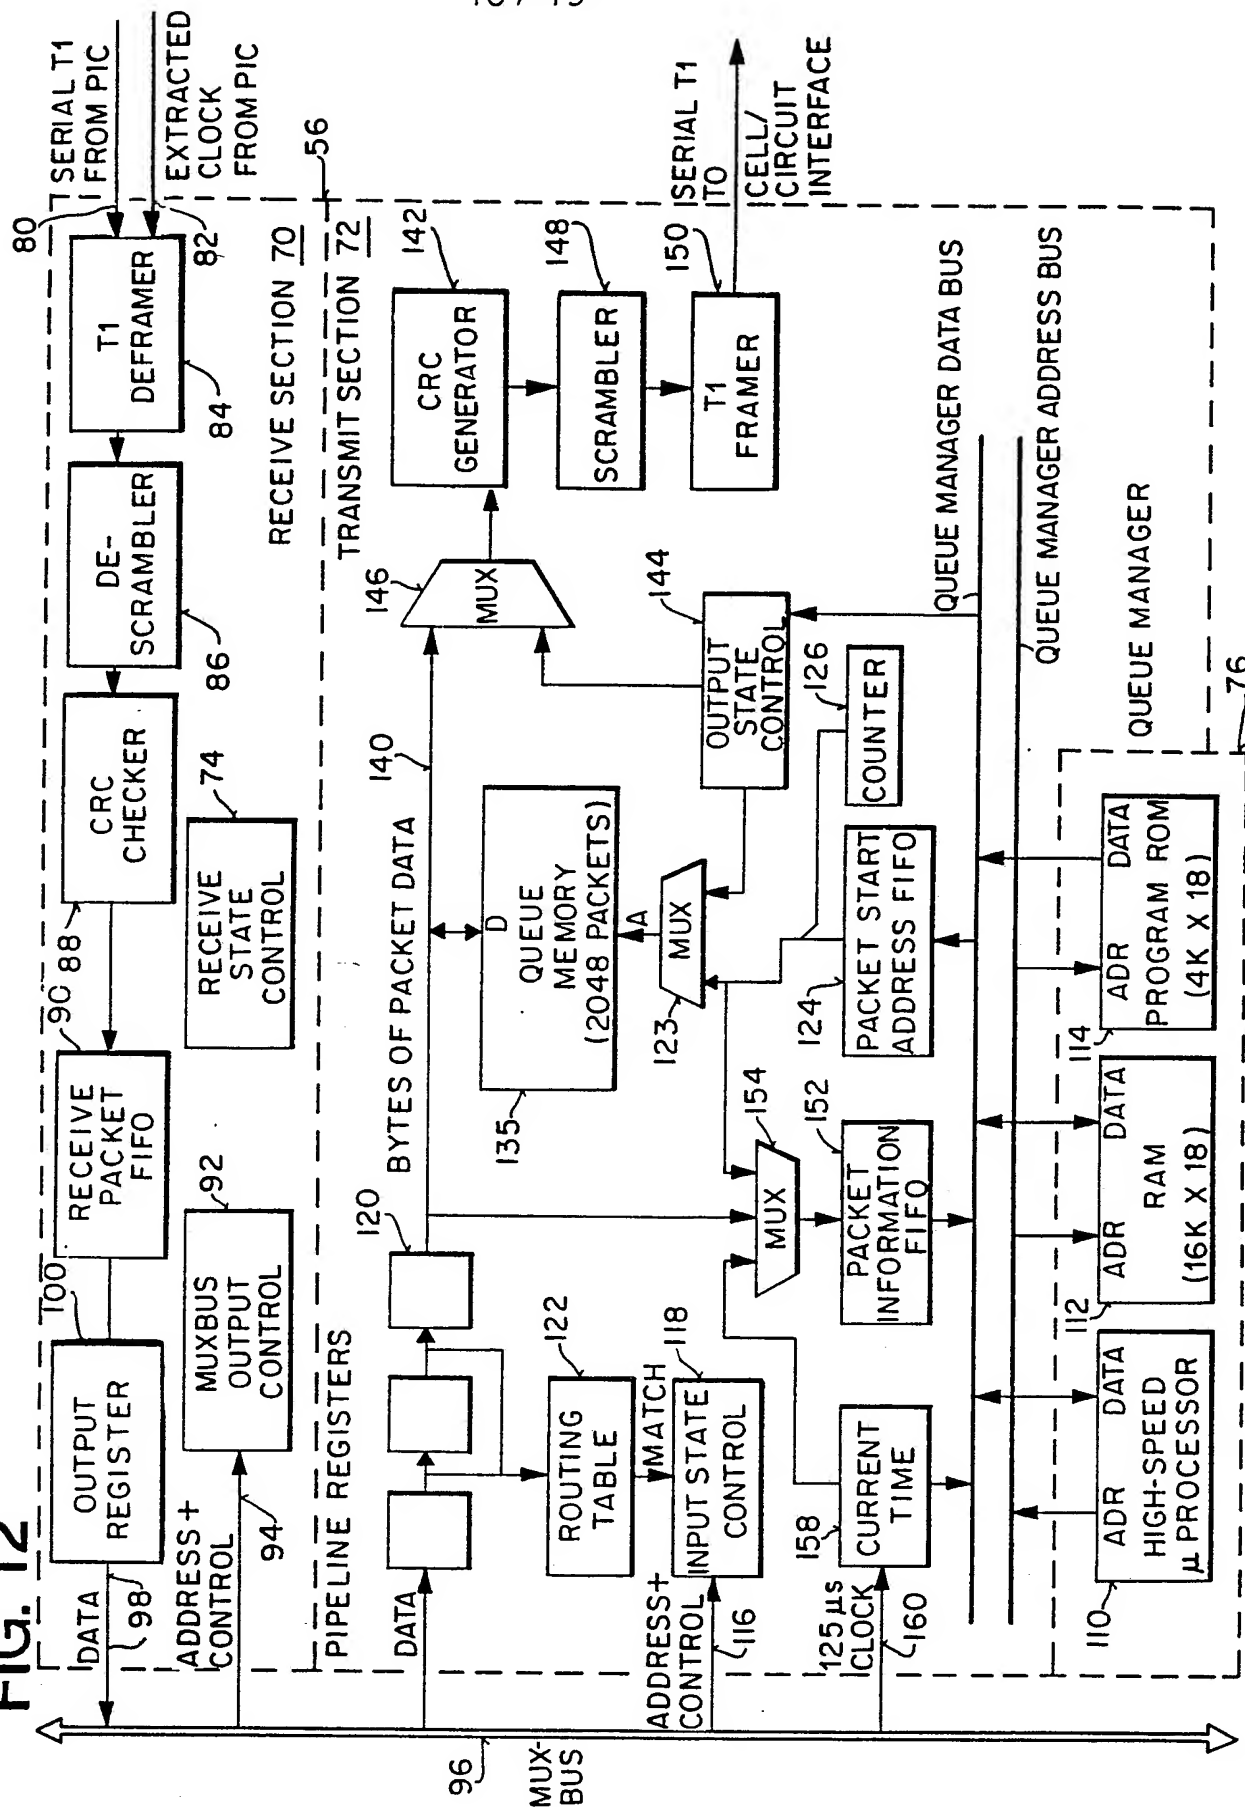 FIG. 12
80
SERIAL T1
FROM PIC
EXTRACTED
CLOCK
FROM PIC
82
T1
DEFRAMER
84
DE-
SCRAMBLER
86
CRC
CHECKER
88
RECEIVE
PACKET
FIFO
90
OUTPUT
REGISTER
100
DATA
98
RECEIVE
STATE
CONTROL
74
MUXBUS
OUTPUT
CONTROL
92
ADDRESS +
CONTROL
94
RECEIVE SECTION 70
TRANSMIT SECTION 72
56
PIPELINE REGISTERS
DATA
120
BYTES OF PACKET DATA
140
146
MUX
142
CRC
GENERATOR
148
SCRAMBLER
150
T1
FRAMER
SERIAL T1
TO
CELL/
CIRCUIT
INTERFACE
ROUTING
TABLE
122
MATCH
INPUT STATE
CONTROL
118
ADDRESS+
CONTROL
116
D
QUEUE
MEMORY
(2048 PACKETS)
A
135
MUX
123
OUTPUT
STATE
CONTROL
144
COUNTER
126
PACKET START
ADDRESS FIFO
124
MUX
154
PACKET
INFORMATION
FIFO
152
CURRENT
TIME
158
125 µs
CLOCK
160
QUEUE MANAGER DATA BUS
QUEUE MANAGER ADDRESS BUS
QUEUE MANAGER
76
ADR DATA
HIGH-SPEED
µ PROCESSOR
110
ADR DATA
RAM
(16K X 18)
112
ADR DATA
PROGRAM ROM
(4K X 18)
114
96
MUX-
BUS